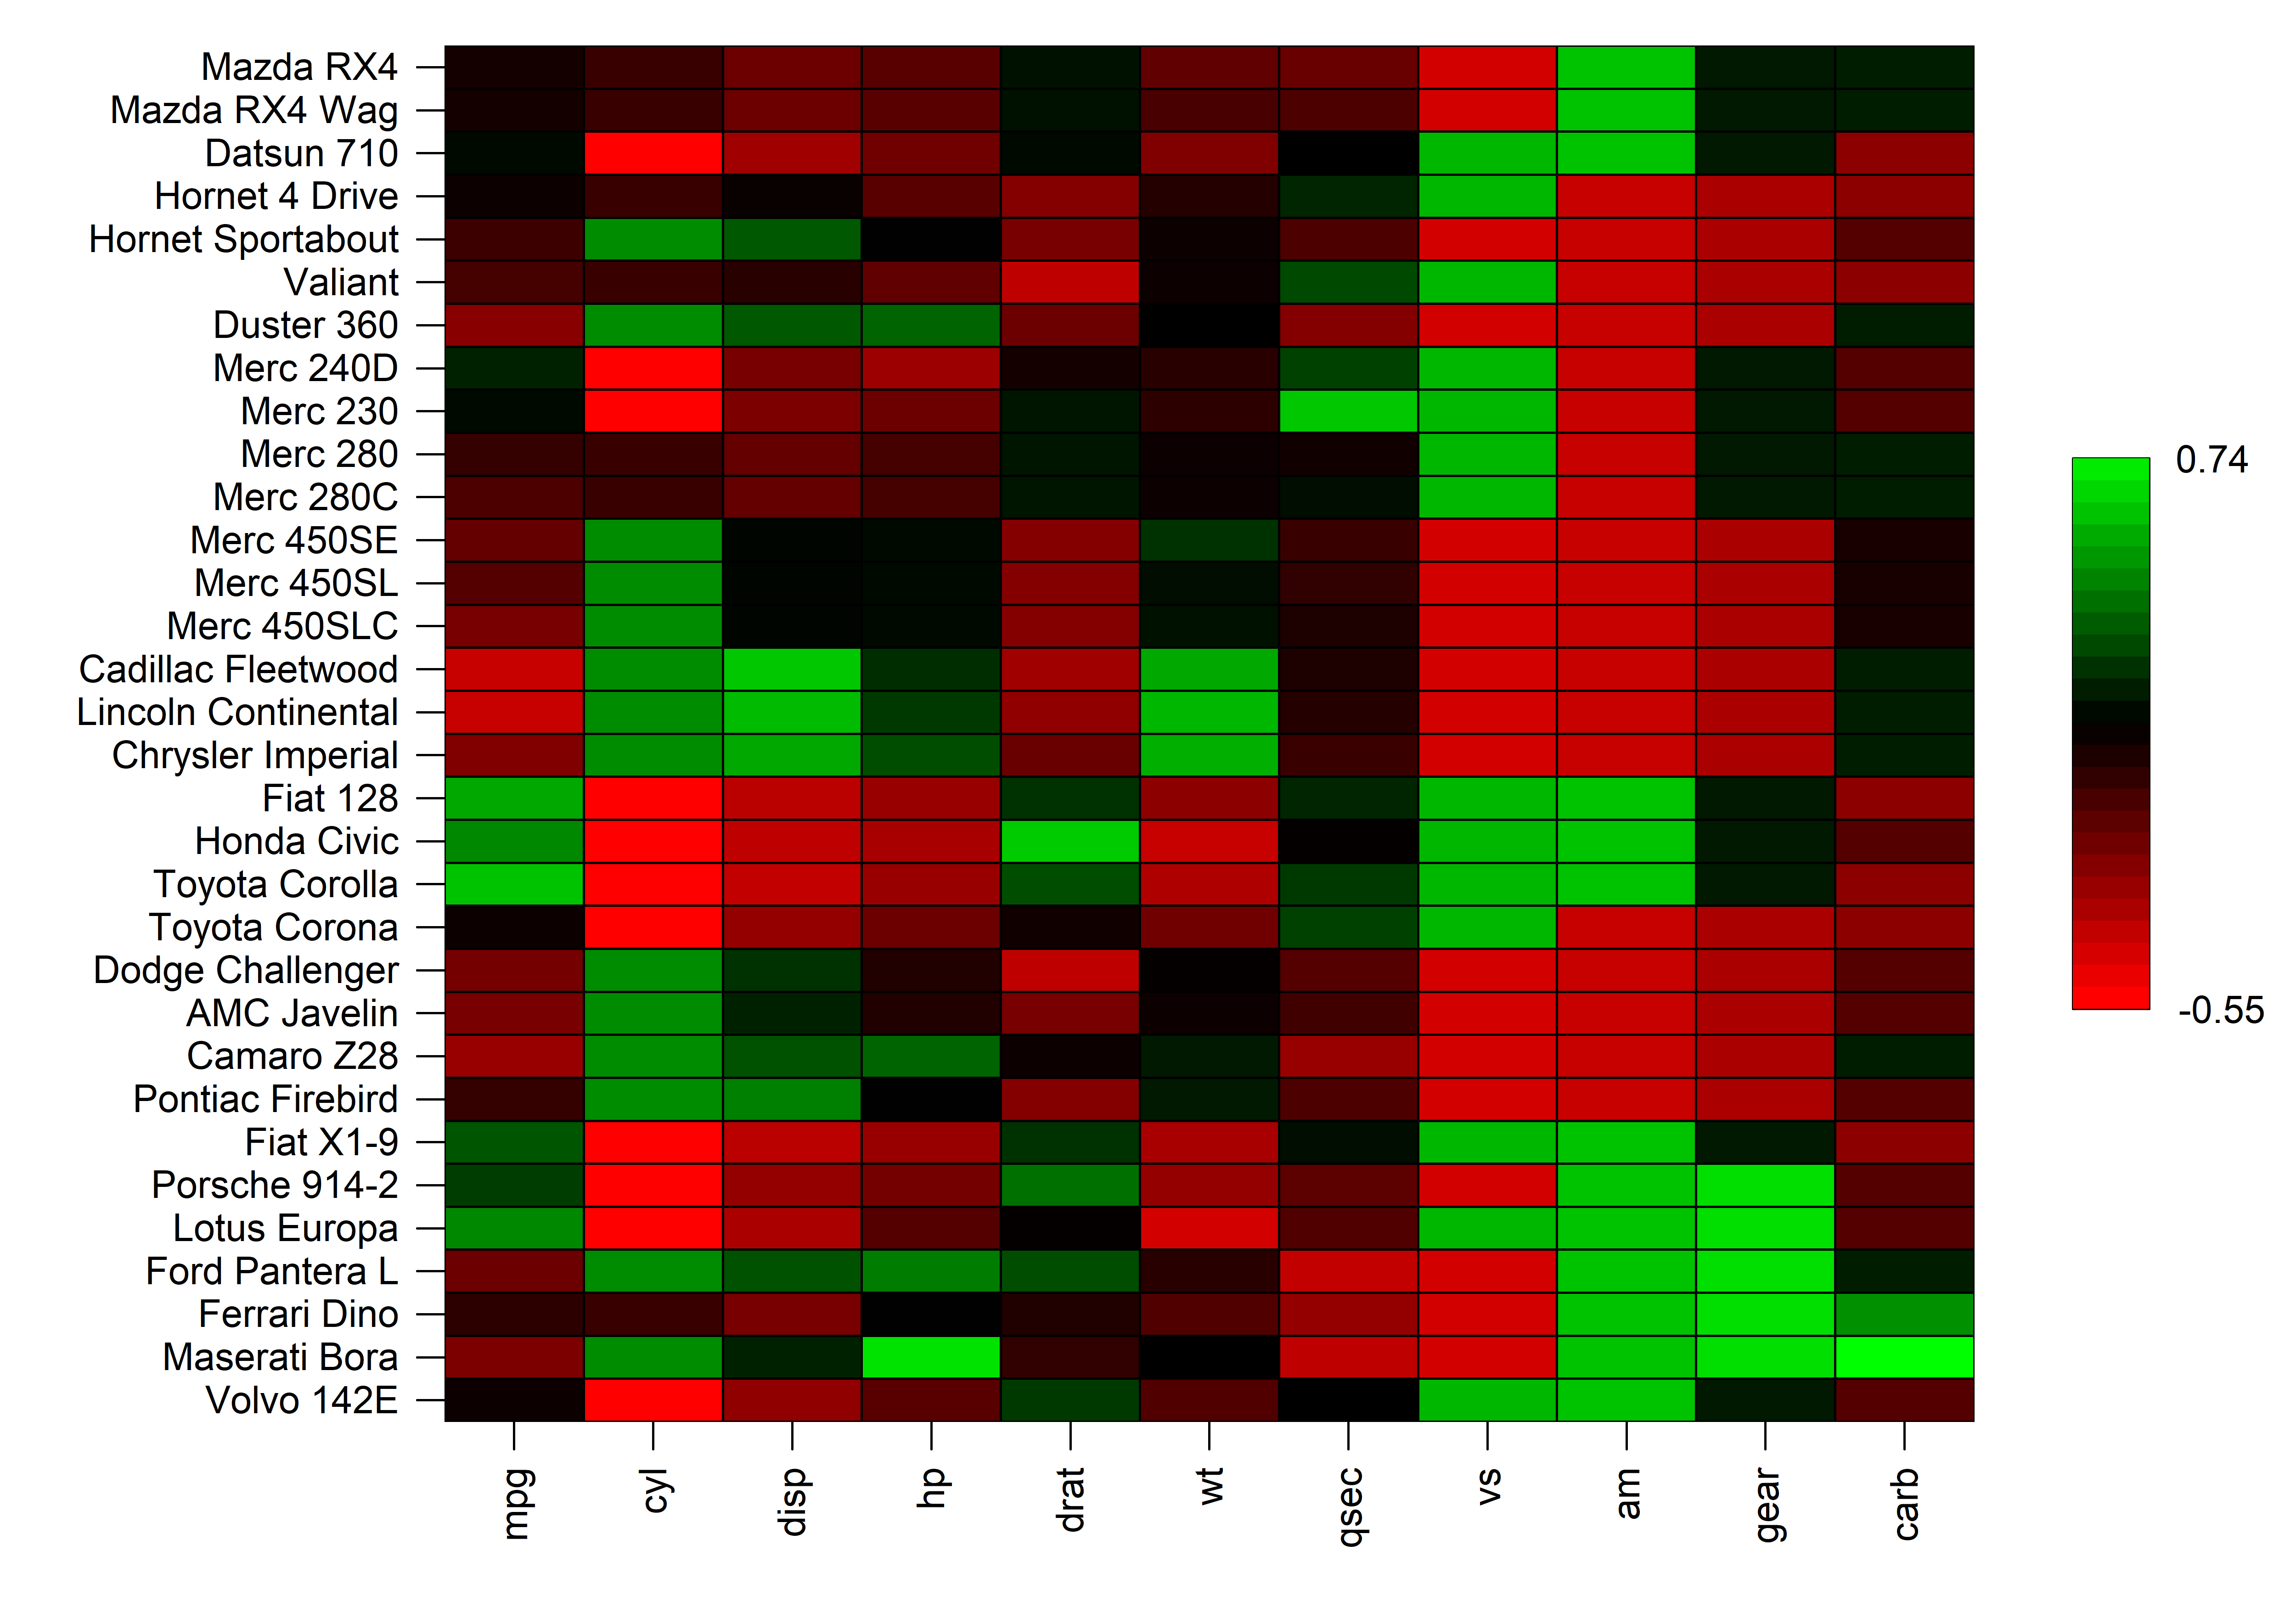 Mazda RX4
Mazda RX4 Wag
Datsun 710
Hornet 4 Drive
Hornet Sportabout
Valiant
Duster 360
Merc 240D
Merc 230
Merc 280
Merc 280C
Merc 450SE
Merc 450SL
Merc 450SLC
Cadillac Fleetwood
Lincoln Continental
Chrysler Imperial
Fiat 128
Honda Civic
Toyota Corolla
Toyota Corona
Dodge Challenger
AMC Javelin
Camaro Z28
Pontiac Firebird
Fiat X1-9
Porsche 914-2
Lotus Europa
Ford Pantera L
Ferrari Dino
Maserati Bora
Volvo 142E
mpg
cyl
disp
hp
drat
wt
qsec
vs
am
gear
carb
0.74
-0.55